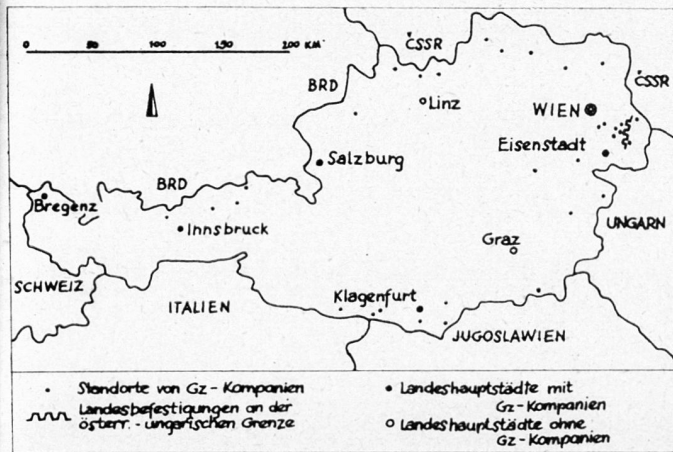 0 50 100 150 200 KM
ČSSR
BRD
ČSSR
Linz
WIEN
Eisenstadt
Salzburg
BRD
Bregenz
Innsbruck
UNGARN
Graz
SCHWEIZ
ITALIEN
Klagenfurt
JUGOSLAWIEN
Standorte von Gz-Kompanien
Landesbefestigungen an der
österr.-ungarischen Grenze
Landeshauptstädte mit
Gz-Kompanien
Landeshauptstädte ohne
Gz-Kompanien